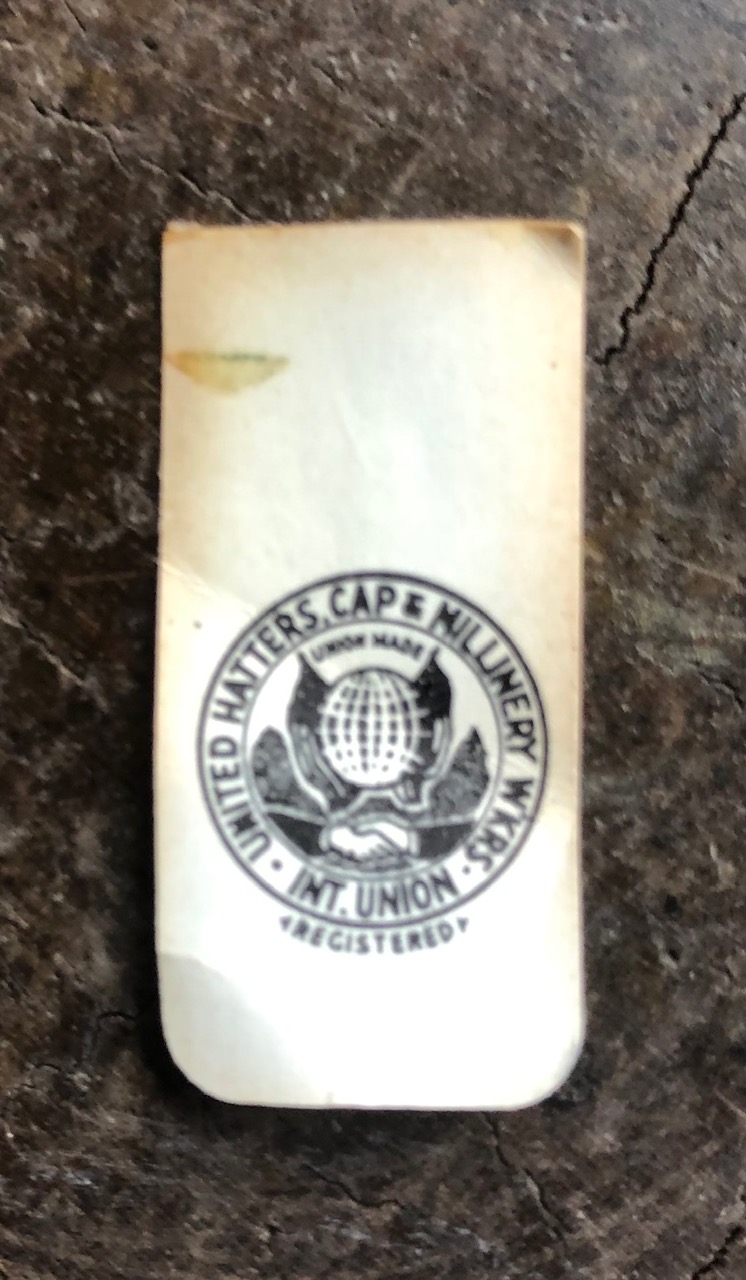 UNITED HATTERS, CAP & MILLINERY WKRS
UNION MADE
· INT. UNION ·
REGISTERED